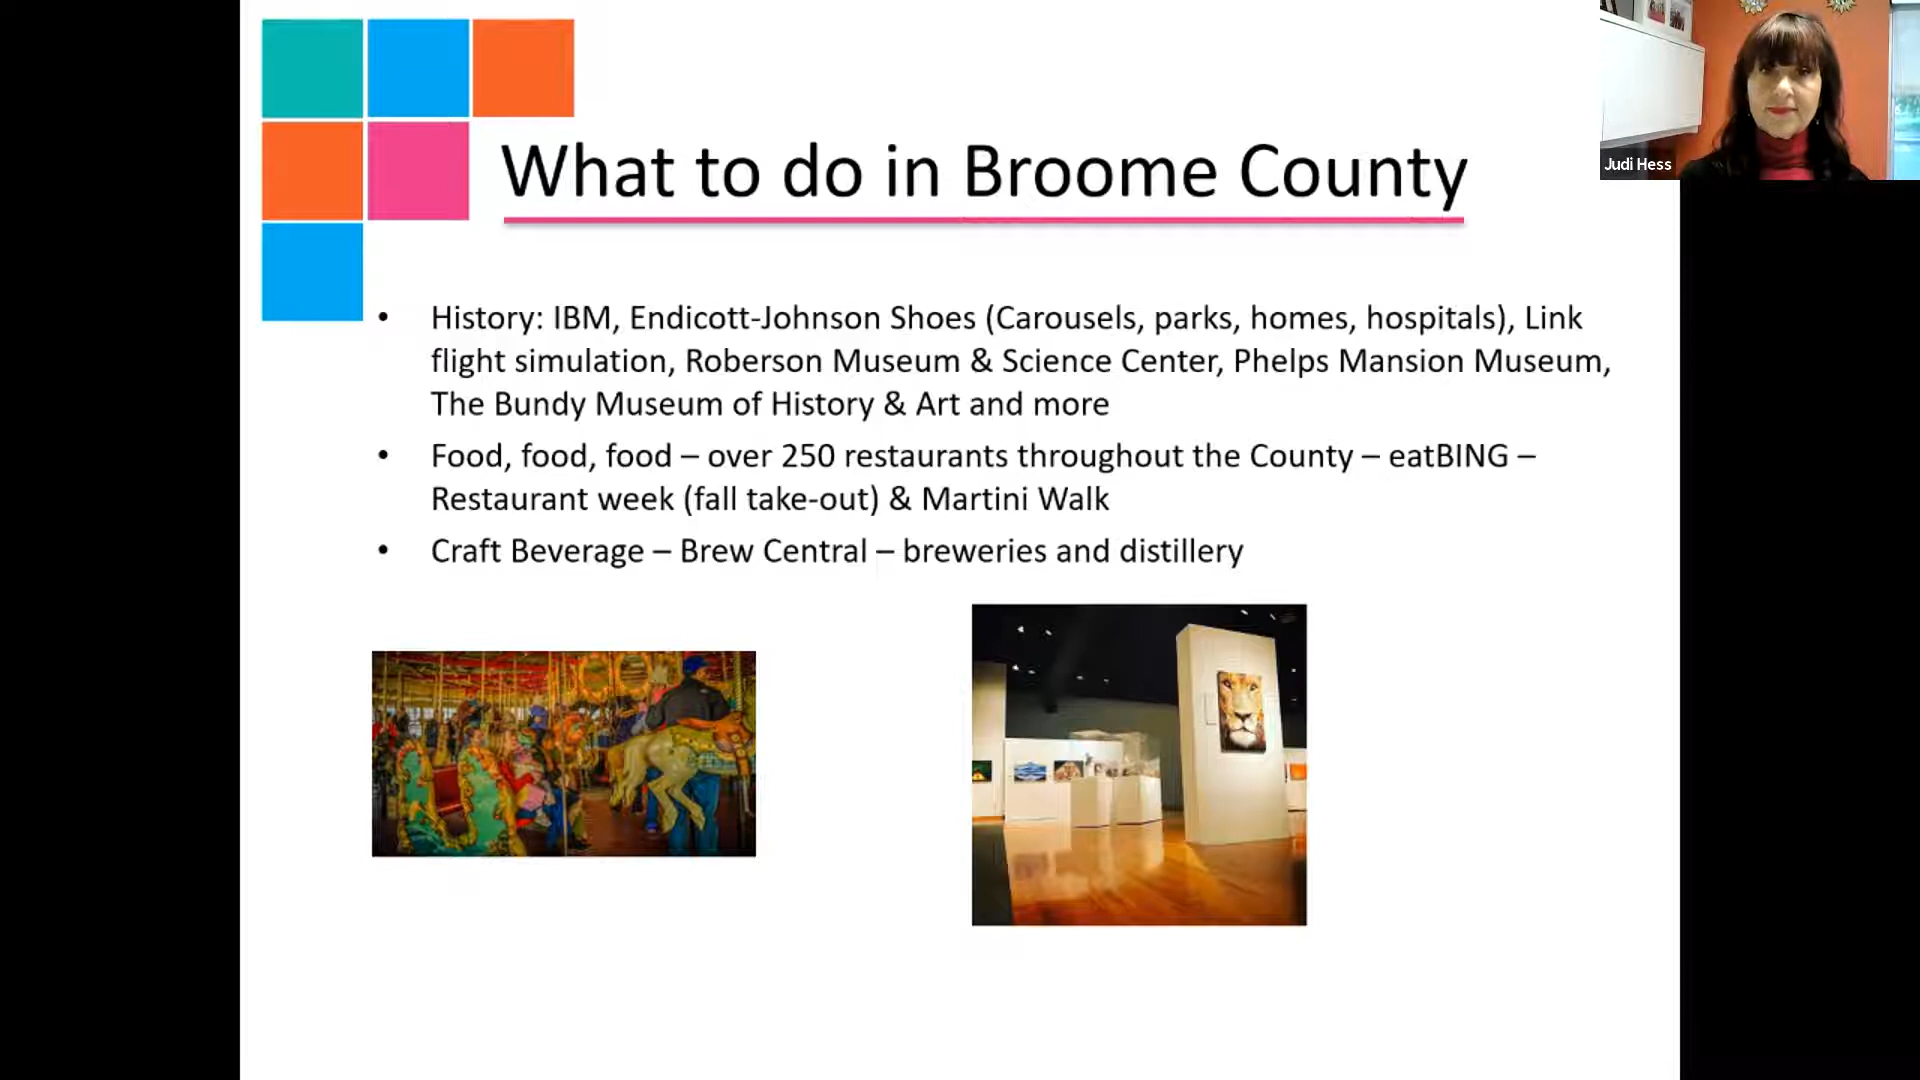 What to do in Broome County
Judi Hess
• History: IBM, Endicott-Johnson Shoes (Carousels, parks, homes, hospitals), Link
flight simulation, Roberson Museum & Science Center, Phelps Mansion Museum,
The Bundy Museum of History & Art and more
• Food, food, food – over 250 restaurants throughout the County – eatBING –
Restaurant week (fall take-out) & Martini Walk
• Craft Beverage – Brew Central – breweries and distillery